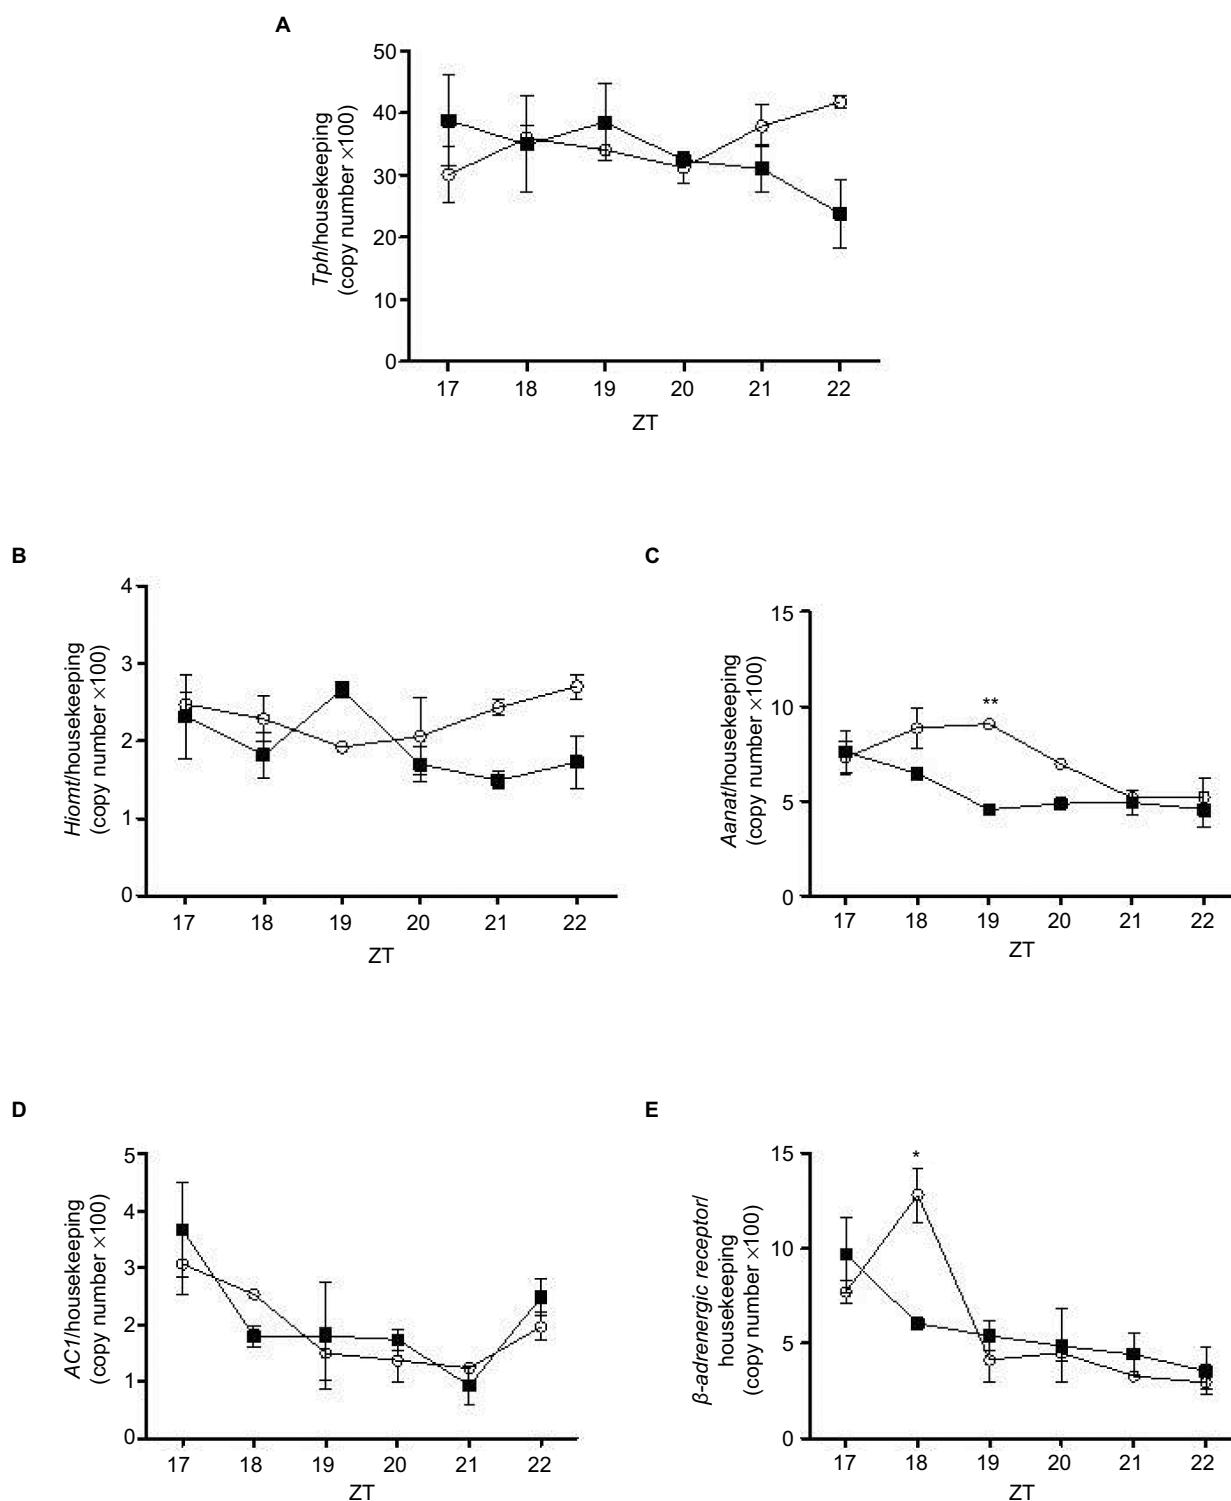 A
Tph/housekeeping
(copy number ×100)
50
40
30
20
10
0
17 18 19 20 21 22
ZT
B
Hiomt/housekeeping
(copy number ×100)
4
3
2
1
0
17 18 19 20 21 22
ZT
C
Aanat/housekeeping
(copy number ×100)
15
10
5
0
**
17 18 19 20 21 22
ZT
D
AC1/housekeeping
(copy number ×100)
5
4
3
2
1
0
17 18 19 20 21 22
ZT
E
β-adrenergic receptor/
housekeeping
(copy number ×100)
15
10
5
0
*
17 18 19 20 21 22
ZT